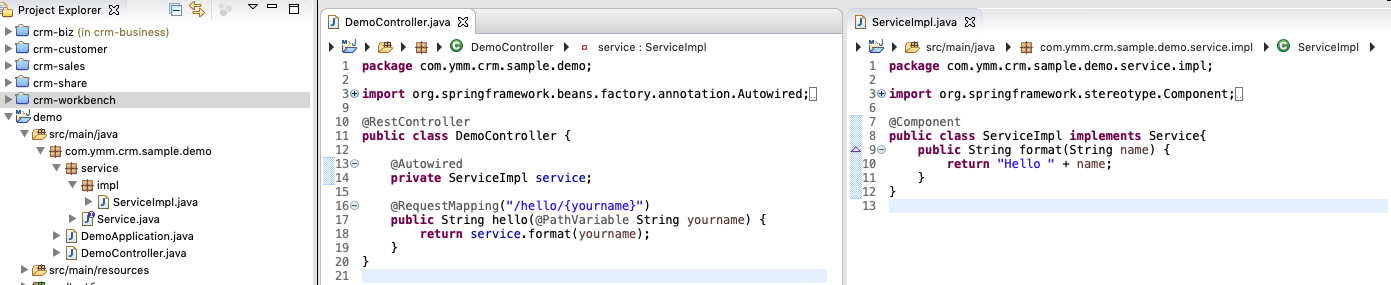 Project Explorer
crm-biz (in crm-business)
crm-customer
crm-sales
crm-share
crm-workbench
demo
src/main/java
com.ymm.crm.sample.demo
service
impl
ServiceImpl.java
Service.java
DemoApplication.java
DemoController.java
src/main/resources
DemoController.java
DemoController service : ServiceImpl
1 package com.ymm.crm.sample.demo;
2
3 import org.springframework.beans.factory.annotation.Autowired;
9
10 @RestController
11 public class DemoController {
12
13 @Autowired
14 private ServiceImpl service;
15
16 @RequestMapping("/hello/{yourname}")
17 public String hello(@PathVariable String yourname) {
18 return service.format(yourname);
19 }
20 }
21
ServiceImpl.java
src/main/java com.ymm.crm.sample.demo.service.impl ServiceImpl
1 package com.ymm.crm.sample.demo.service.impl;
2
3 import org.springframework.stereotype.Component;
6
7 @Component
8 public class ServiceImpl implements Service{
9 public String format(String name) {
10 return "Hello " + name;
11 }
12 }
13